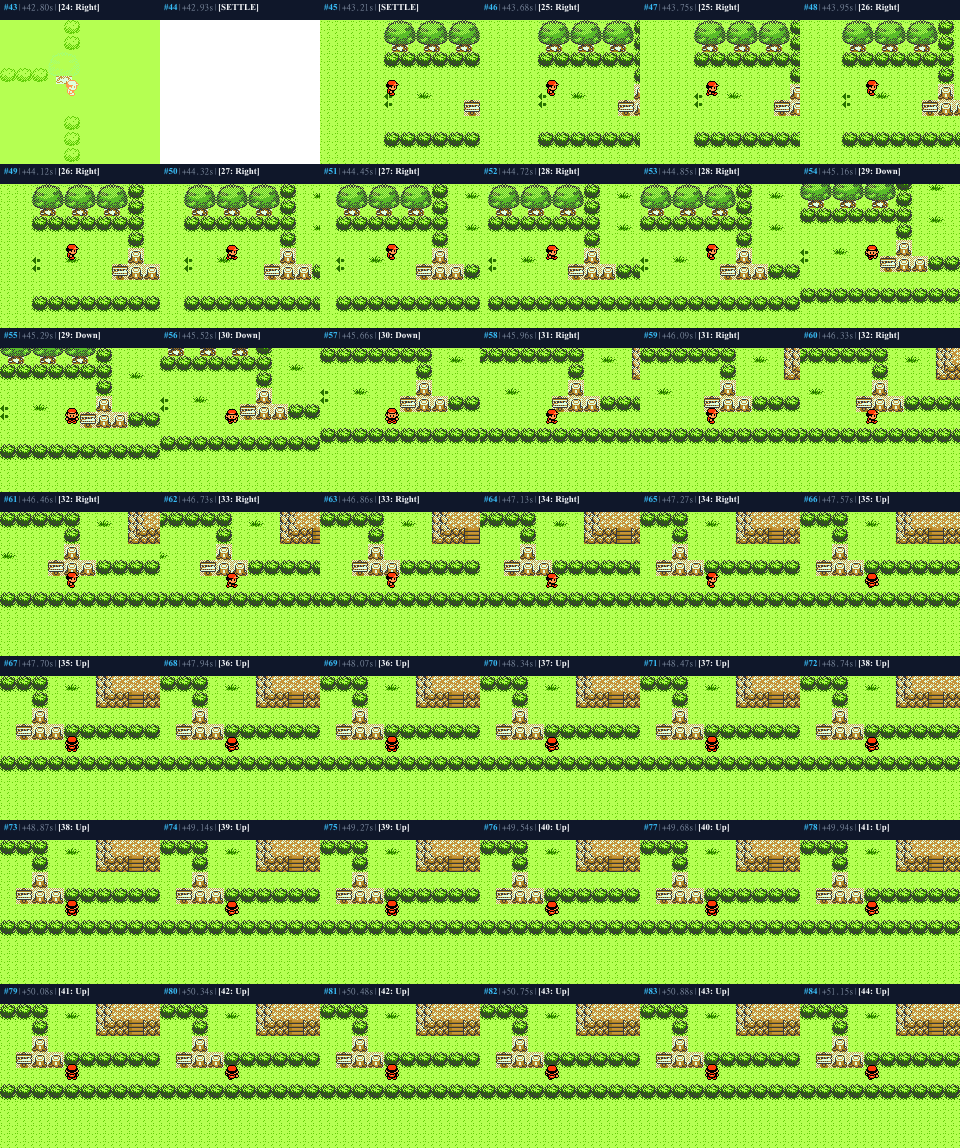 #43|+42.80s|[24: Right] #44|+42.93s|[SETTLE] #45|+43.21s|[SETTLE] #46|+43.68s|[25: Right] #47|+43.75s|[25: Right] #48|+43.95s|[26: Right]
#49|+44.12s|[26: Right] #50|+44.32s|[27: Right] #51|+44.45s|[27: Right] #52|+44.72s|[28: Right] #53|+44.85s|[28: Right] #54|+45.16s|[29: Down]
#55|+45.29s|[29: Down] #56|+45.52s|[30: Down] #57|+45.66s|[30: Down] #58|+45.96s|[31: Right] #59|+46.09s|[31: Right] #60|+46.33s|[32: Right]
#61|+46.46s|[32: Right] #62|+46.73s|[33: Right] #63|+46.86s|[33: Right] #64|+47.13s|[34: Right] #65|+47.27s|[34: Right] #66|+47.57s|[35: Up]
#67|+47.70s|[35: Up] #68|+47.94s|[36: Up] #69|+48.07s|[36: Up] #70|+48.34s|[37: Up] #71|+48.47s|[37: Up] #72|+48.74s|[38: Up]
#73|+48.87s|[38: Up] #74|+49.14s|[39: Up] #75|+49.27s|[39: Up] #76|+49.54s|[40: Up] #77|+49.68s|[40: Up] #78|+49.94s|[41: Up]
#79|+50.08s|[41: Up] #80|+50.34s|[42: Up] #81|+50.48s|[42: Up] #82|+50.75s|[43: Up] #83|+50.88s|[43: Up] #84|+51.15s|[44: Up]